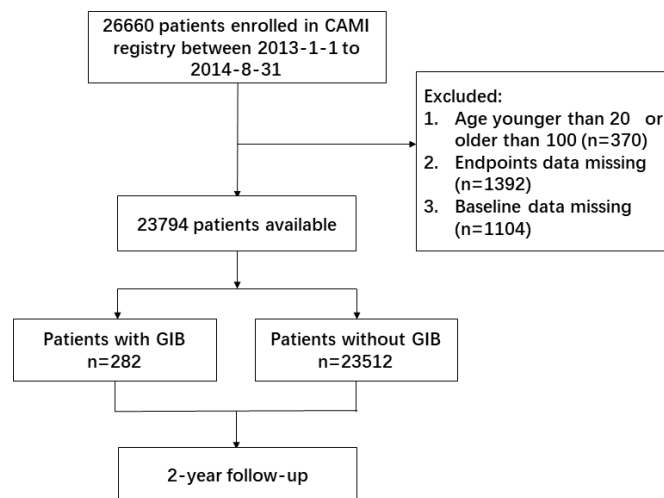 26660 patients enrolled in CAMI
registry between 2013-1-1 to
2014-8-31
Excluded:
1. Age younger than 20 or
older than 100 (n=370)
2. Endpoints data missing
(n=1392)
3. Baseline data missing
(n=1104)
23794 patients available
Patients with GIB
n=282
Patients without GIB
n=23512
2-year follow-up